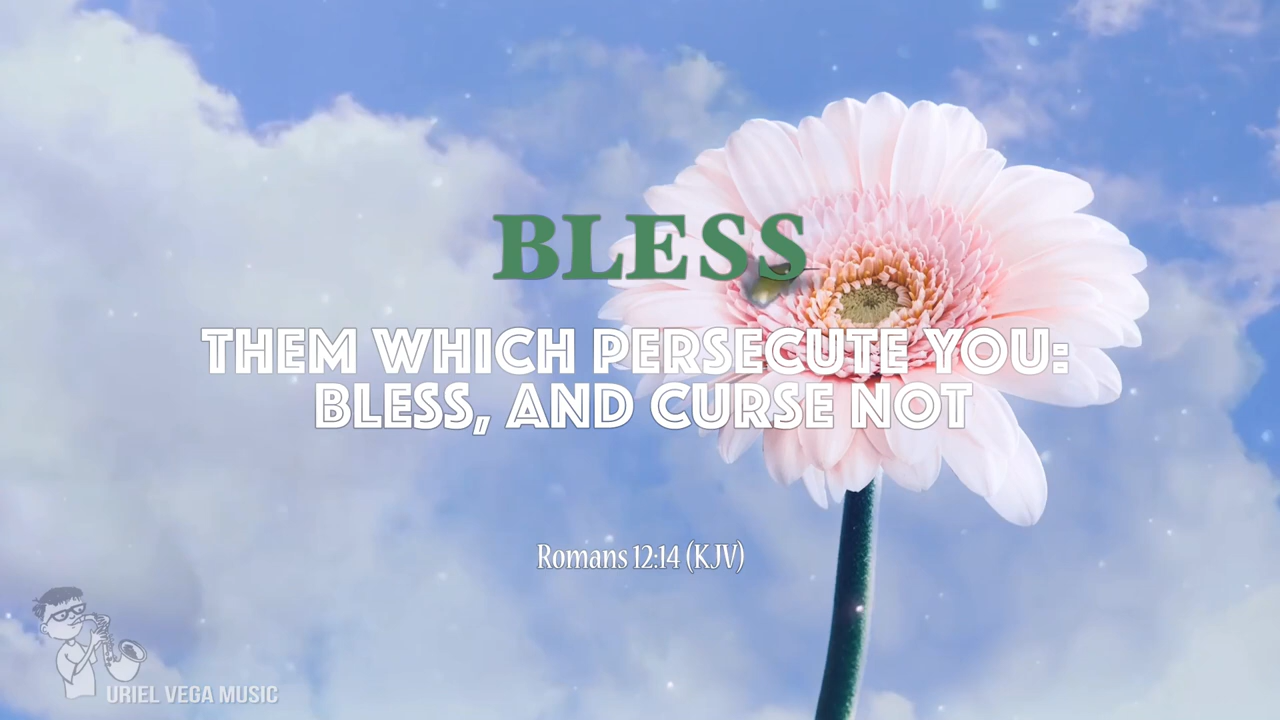 BLESS
THEM WHICH PERSECUTE YOU:
BLESS, AND CURSE NOT
Romans 12:14 (KJV)
URIEL VEGA MUSIC